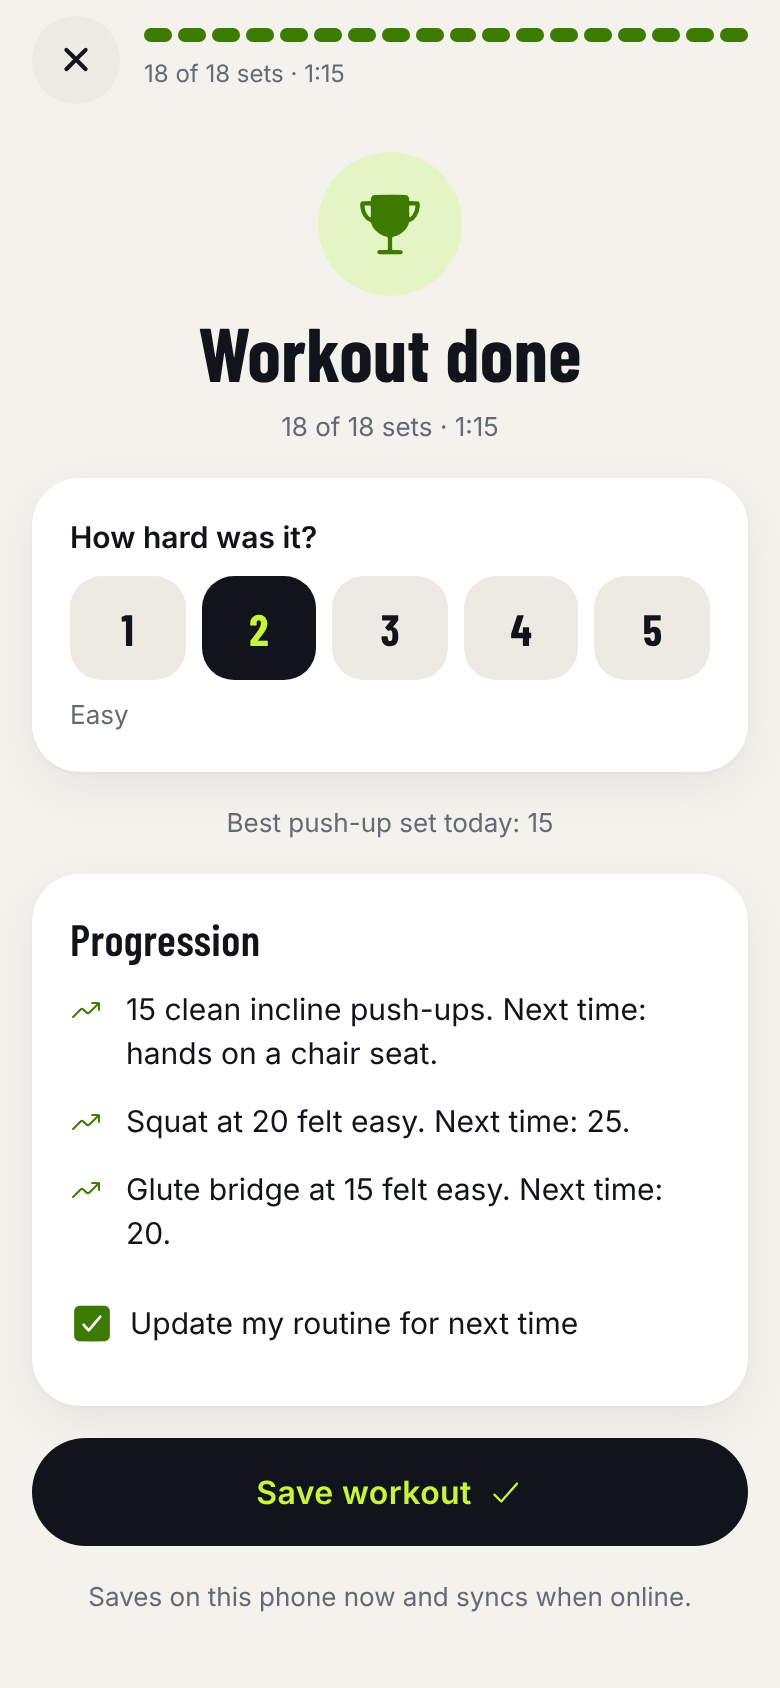 18 of 18 sets · 1:15
Workout done
18 of 18 sets · 1:15
How hard was it?
1 2 3 4 5
Easy
Best push-up set today: 15
Progression
15 clean incline push-ups. Next time:
hands on a chair seat.
Squat at 20 felt easy. Next time: 25.
Glute bridge at 15 felt easy. Next time:
20.
Update my routine for next time
Save workout
Saves on this phone now and syncs when online.